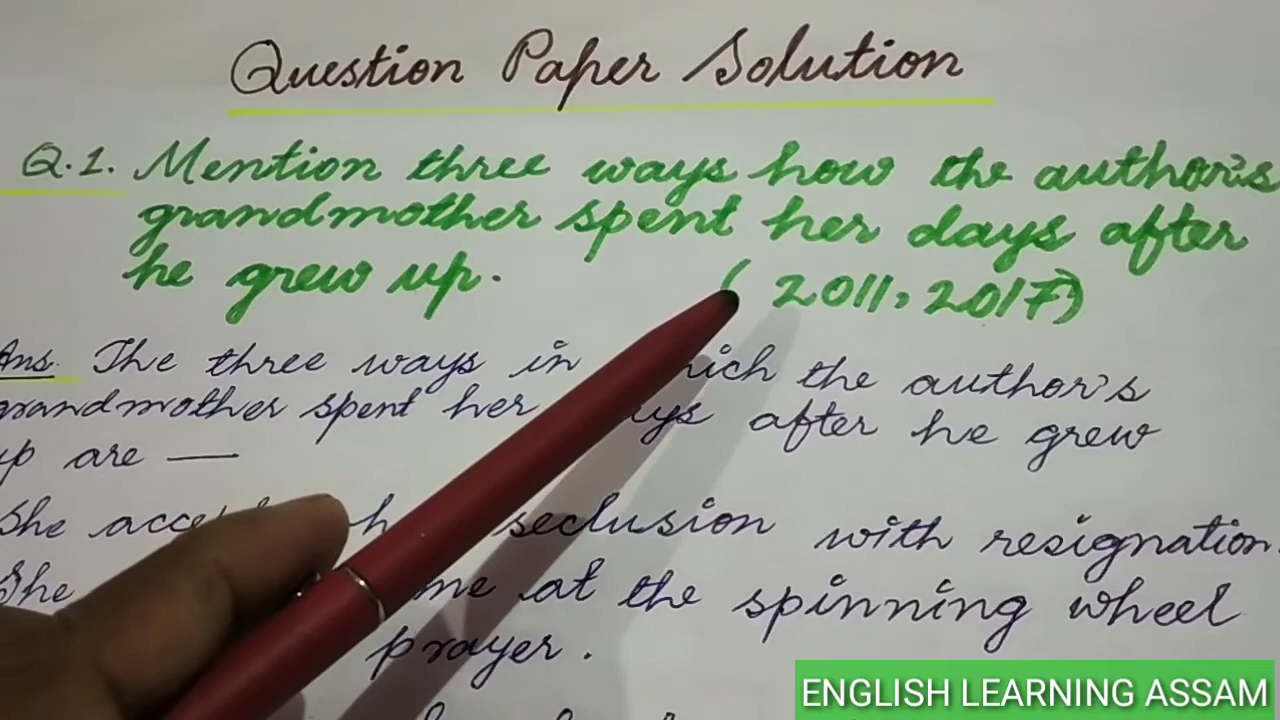 Question Paper Solution
Q.1. Mention three ways how the author's
grandmother spent her days after
he grew up. (2011, 2017)
Ans. The three ways in which the author's
grandmother spent her days after he grew
up are —
She seclusion with resignation.
She at the spinning wheel
prayer.
ENGLISH LEARNING ASSAM